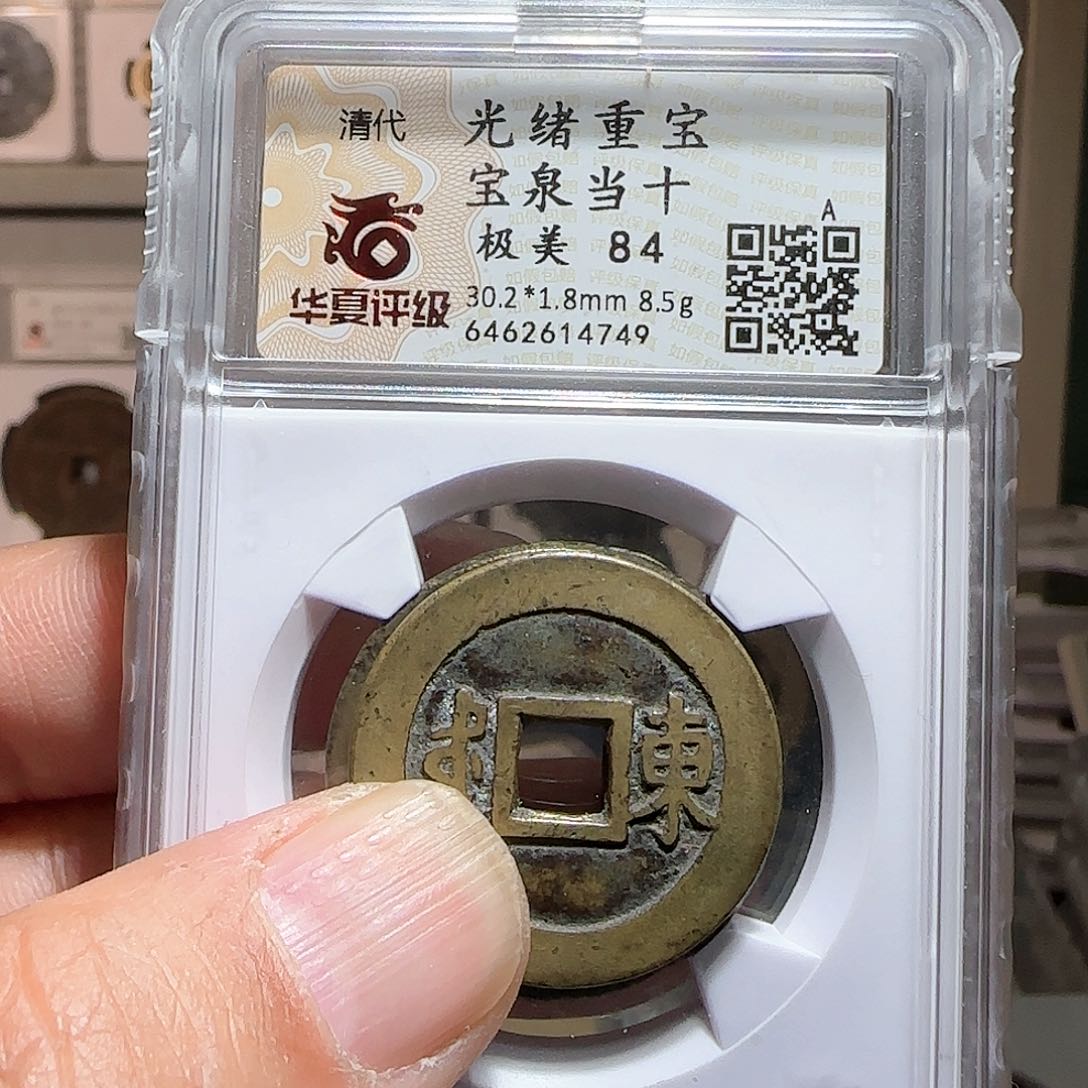 清代
华夏评级
光绪重宝
宝泉当十
极美 84
30.2*1.8mm 8.5g
6462614749
A
東